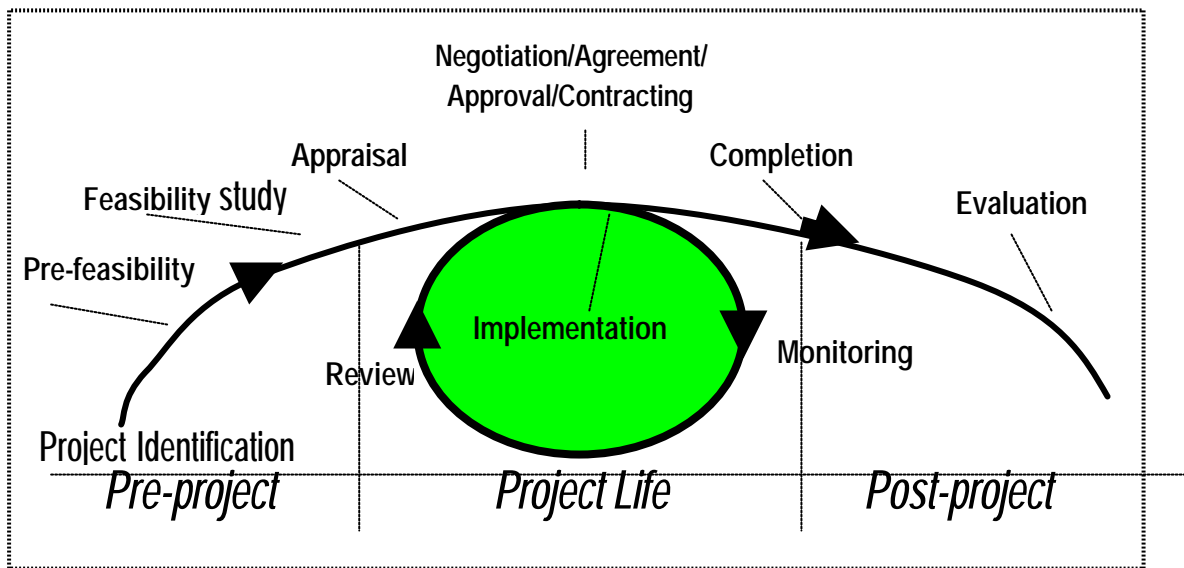 Negotiation/Agreement/
Approval/Contracting
Appraisal
Completion
Feasibility study
Evaluation
Pre-feasibility
Implementation
Monitoring
Review
Project Identification
Pre-project
Project Life
Post-project